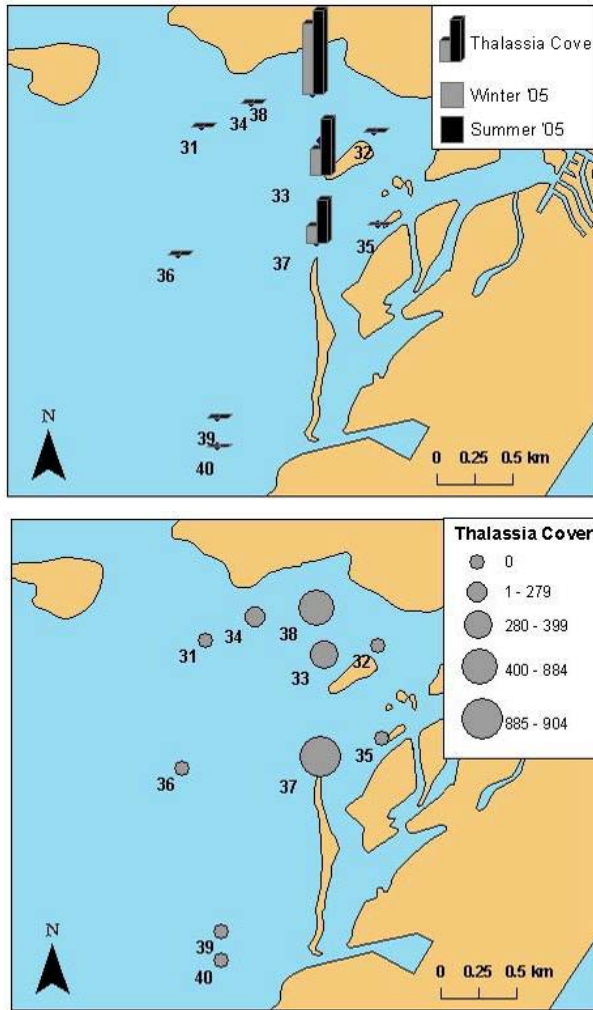 Thalassia Cove
Winter '05
Summer '05
34 38
31
32
33
35
36
37
39
40
N
0 0.25 0.5 km
Thalassia Cover
0
1 - 279
280 - 399
400 - 884
885 - 904
34
38
31
32
33
35
36
37
39
40
N
0 0.25 0.5 km